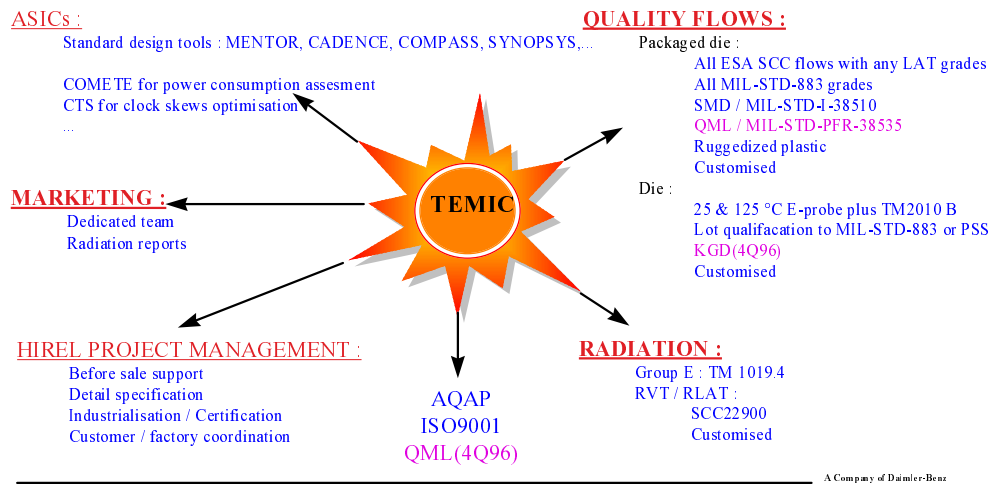 ASICs :
Standard design tools : MENTOR, CADENCE, COMPASS, SYNOPSYS,...
COMETE for power consumption assesment
CTS for clock skews optimisation
...
MARKETING :
Dedicated team
Radiation reports
HIREL PROJECT MANAGEMENT :
Before sale support
Detail specification
Industrialisation / Certification
Customer / factory coordination
TEMIC
AQAP
ISO9001
QML(4Q96)
QUALITY FLOWS :
Packaged die :
All ESA SCC flows with any LAT grades
All MIL-STD-883 grades
SMD / MIL-STD-I-38510
QML / MIL-STD-PFR-38535
Ruggedized plastic
Customised
Die :
25 & 125 °C E-probe plus TM2010 B
Lot qualifacation to MIL-STD-883 or PSS
KGD(4Q96)
Customised
RADIATION :
Group E : TM 1019.4
RVT / RLAT :
SCC22900
Customised
A Company of Daimler-Benz